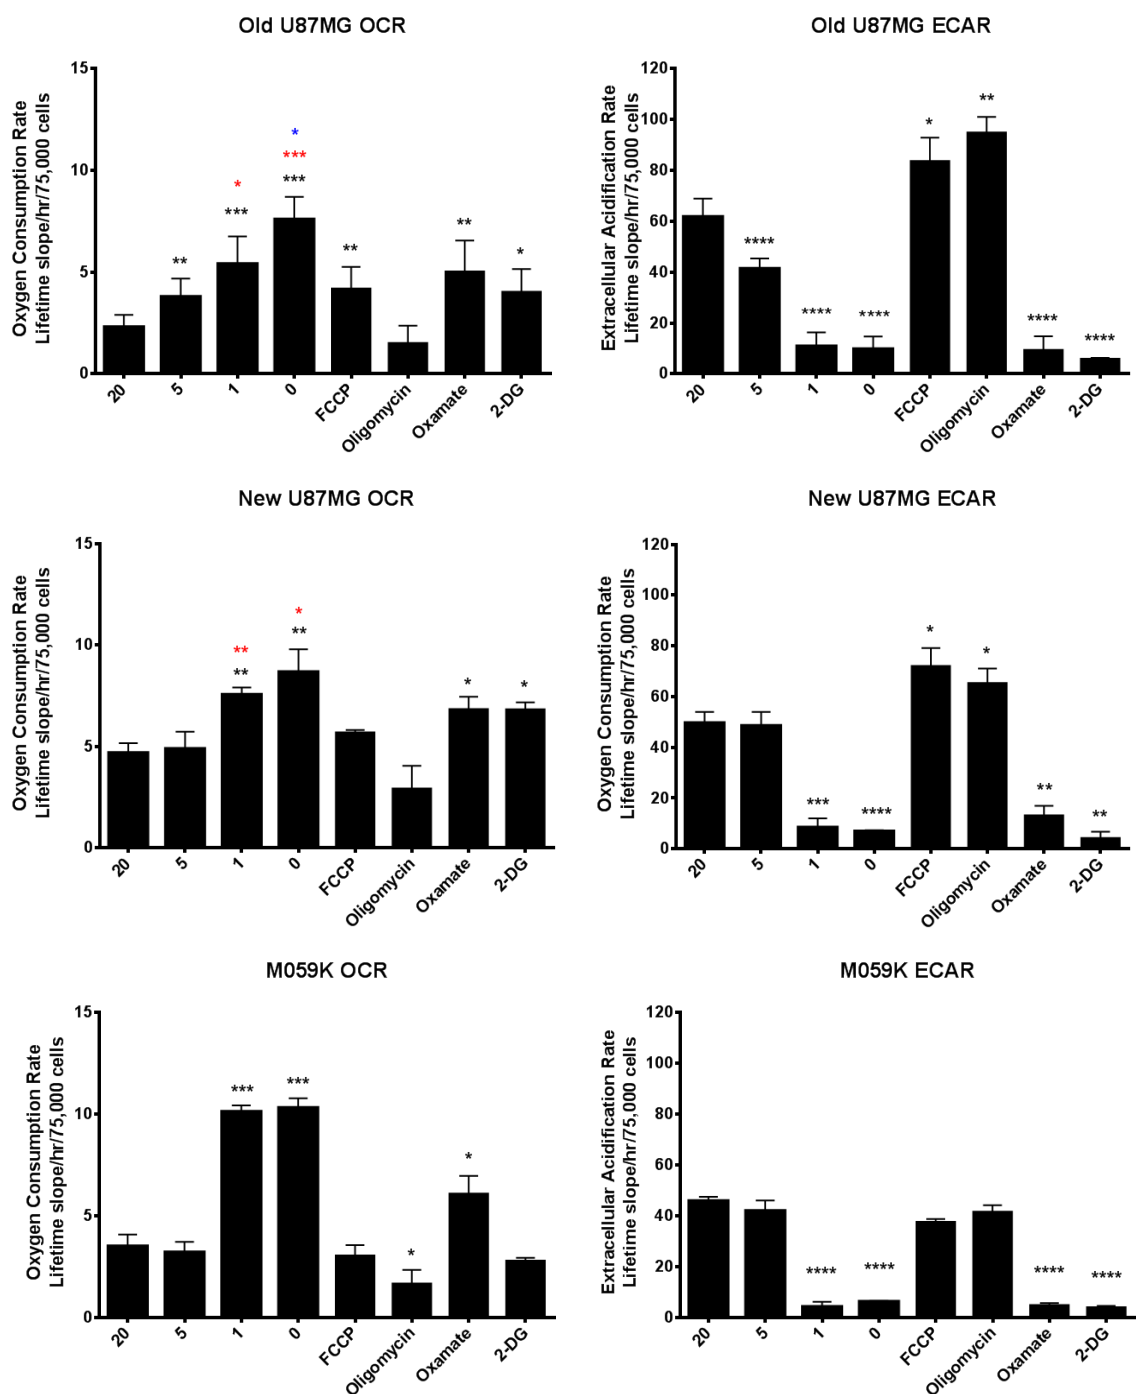 Old U87MG OCR
Oxygen Consumption Rate
Lifetime slope/hr/75,000 cells
15
10
5
0
**
*
***
*
***
***
**
**
*
20
5
1
0
FCCP
Oligomycin
Oxamate
2-DG
Old U87MG ECAR
Extracellular Acidification Rate
Lifetime slope/hr/75,000 cells
120
100
80
60
40
20
0
****
****
****
*
**
****
****
20
5
1
0
FCCP
Oligomycin
Oxamate
2-DG
New U87MG OCR
Oxygen Consumption Rate
Lifetime slope/hr/75,000 cells
15
10
5
0
**
**
*
**
*
*
20
5
1
0
FCCP
Oligomycin
Oxamate
2-DG
New U87MG ECAR
Oxygen Consumption Rate
Lifetime slope/hr/75,000 cells
120
100
80
60
40
20
0
***
****
*
*
**
**
20
5
1
0
FCCP
Oligomycin
Oxamate
2-DG
M059K OCR
Oxygen Consumption Rate
Lifetime slope/hr/75,000 cells
15
10
5
0
***
***
*
*
20
5
1
0
FCCP
Oligomycin
Oxamate
2-DG
M059K ECAR
Extracellular Acidification Rate
Lifetime slope/hr/75,000 cells
120
100
80
60
40
20
0
****
****
****
****
20
5
1
0
FCCP
Oligomycin
Oxamate
2-DG